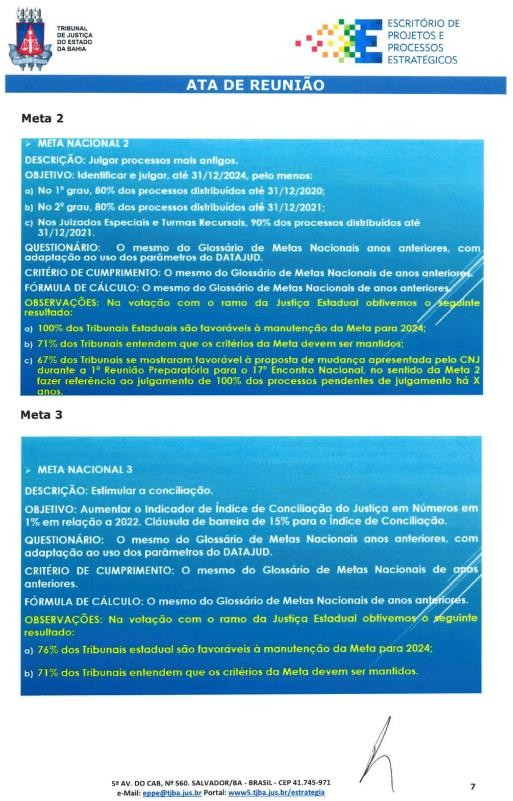 TRIBUNAL
DE JUSTIÇA
DO ESTADO
DA BAHIA
ESCRITÓRIO DE
PROJETOS E
PROCESSOS
ESTRATÉGICOS
ATA DE REUNIÃO
Meta 2
➢ META NACIONAL 2
DESCRIÇÃO: Julgar processos mais antigos.
OBJETIVO: Identificar e julgar, até 31/12/2024, pelo menos:
a) No 1º grau, 80% dos processos distribuídos até 31/12/2020;
b) No 2º grau, 80% dos processos distribuídos até 31/12/2021;
c) Nos Juizados Especiais e Turmas Recursais, 90% dos processos distribuídos até
31/12/2021.
QUESTIONÁRIO: O mesmo do Glossário de Metas Nacionais anos anteriores, com
adaptação ao uso dos parâmetros do DATAJUD.
CRITÉRIO DE CUMPRIMENTO: O mesmo do Glossário de Metas Nacionais de anos anteriores.
FÓRMULA DE CÁLCULO: O mesmo do Glossário de Metas Nacionais de anos anteriores.
OBSERVAÇÕES: Na votação com o ramo da Justiça Estadual obtivemos o seguinte
resultado:
a) 100% dos Tribunais Estaduais são favoráveis à manutenção da Meta para 2024;
b) 71% dos Tribunais entendem que os critérios da Meta devem ser mantidos;
c) 67% dos Tribunais se mostraram favorável à proposta de mudança apresentada pelo CNJ
durante a 1ª Reunião Preparatória para o 17º Encontro Nacional, no sentido da Meta 2
fazer referência ao julgamento de 100% dos processos pendentes de julgamento há X
anos.
Meta 3
➢ META NACIONAL 3
DESCRIÇÃO: Estimular a conciliação.
OBJETIVO: Aumentar o Indicador de Índice de Conciliação do Justiça em Números em
1% em relação a 2022. Cláusula de barreira de 15% para o Índice de Conciliação.
QUESTIONÁRIO: O mesmo do Glossário de Metas Nacionais anos anteriores, com
adaptação ao uso dos parâmetros do DATAJUD.
CRITÉRIO DE CUMPRIMENTO: O mesmo do Glossário de Metas Nacionais de anos
anteriores.
FÓRMULA DE CÁLCULO: O mesmo do Glossário de Metas Nacionais de anos anteriores.
OBSERVAÇÕES: Na votação com o ramo da Justiça Estadual obtivemos o seguinte
resultado:
a) 76% dos Tribunais estadual são favoráveis à manutenção da Meta para 2024;
b) 71% dos Tribunais entendem que os critérios da Meta devem ser mantidos.
5ª AV. DO CAB, Nº 560. SALVADOR/BA - BRASIL - CEP 41.745-971
e-Mail: eppe@tjba.jus.br Portal: www5.tjba.jus.br/estrategia
7